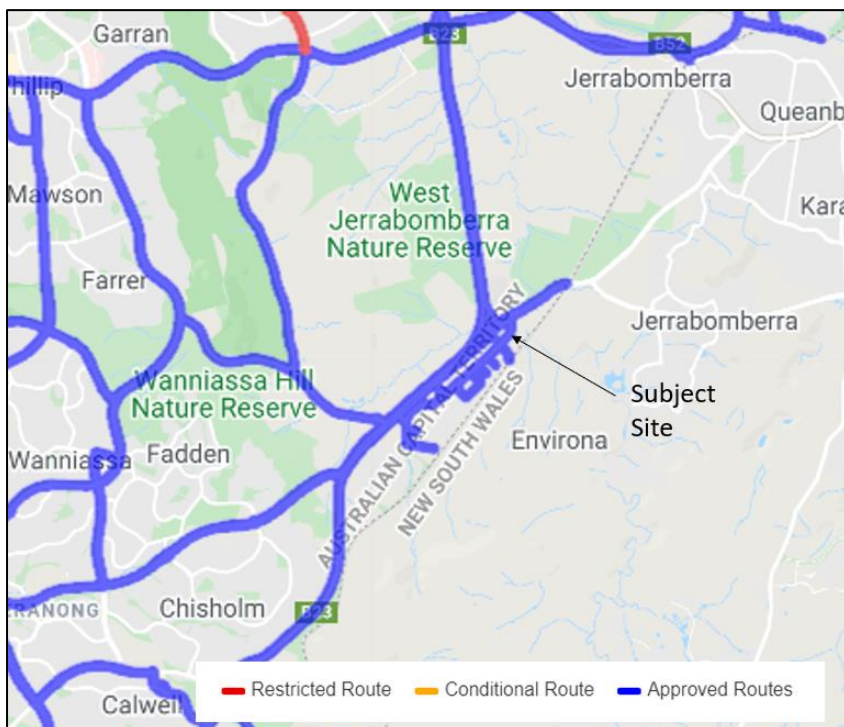 Garran
B23
B52
hillip
Jerrabomberra
Queanb
West
Jerrabomberra
Nature Reserve
Mawson
Kara
Farrer
Jerrabomberra
AUSTRALIAN CAPITAL TERRITORY
NEW SOUTH WALES
Wanniassa Hill
Nature Reserve
Subject
Site
Environa
Wanniassa
Fadden
ERANONG
Chisholm
B23
Calwell
Restricted Route
Conditional Route
Approved Routes